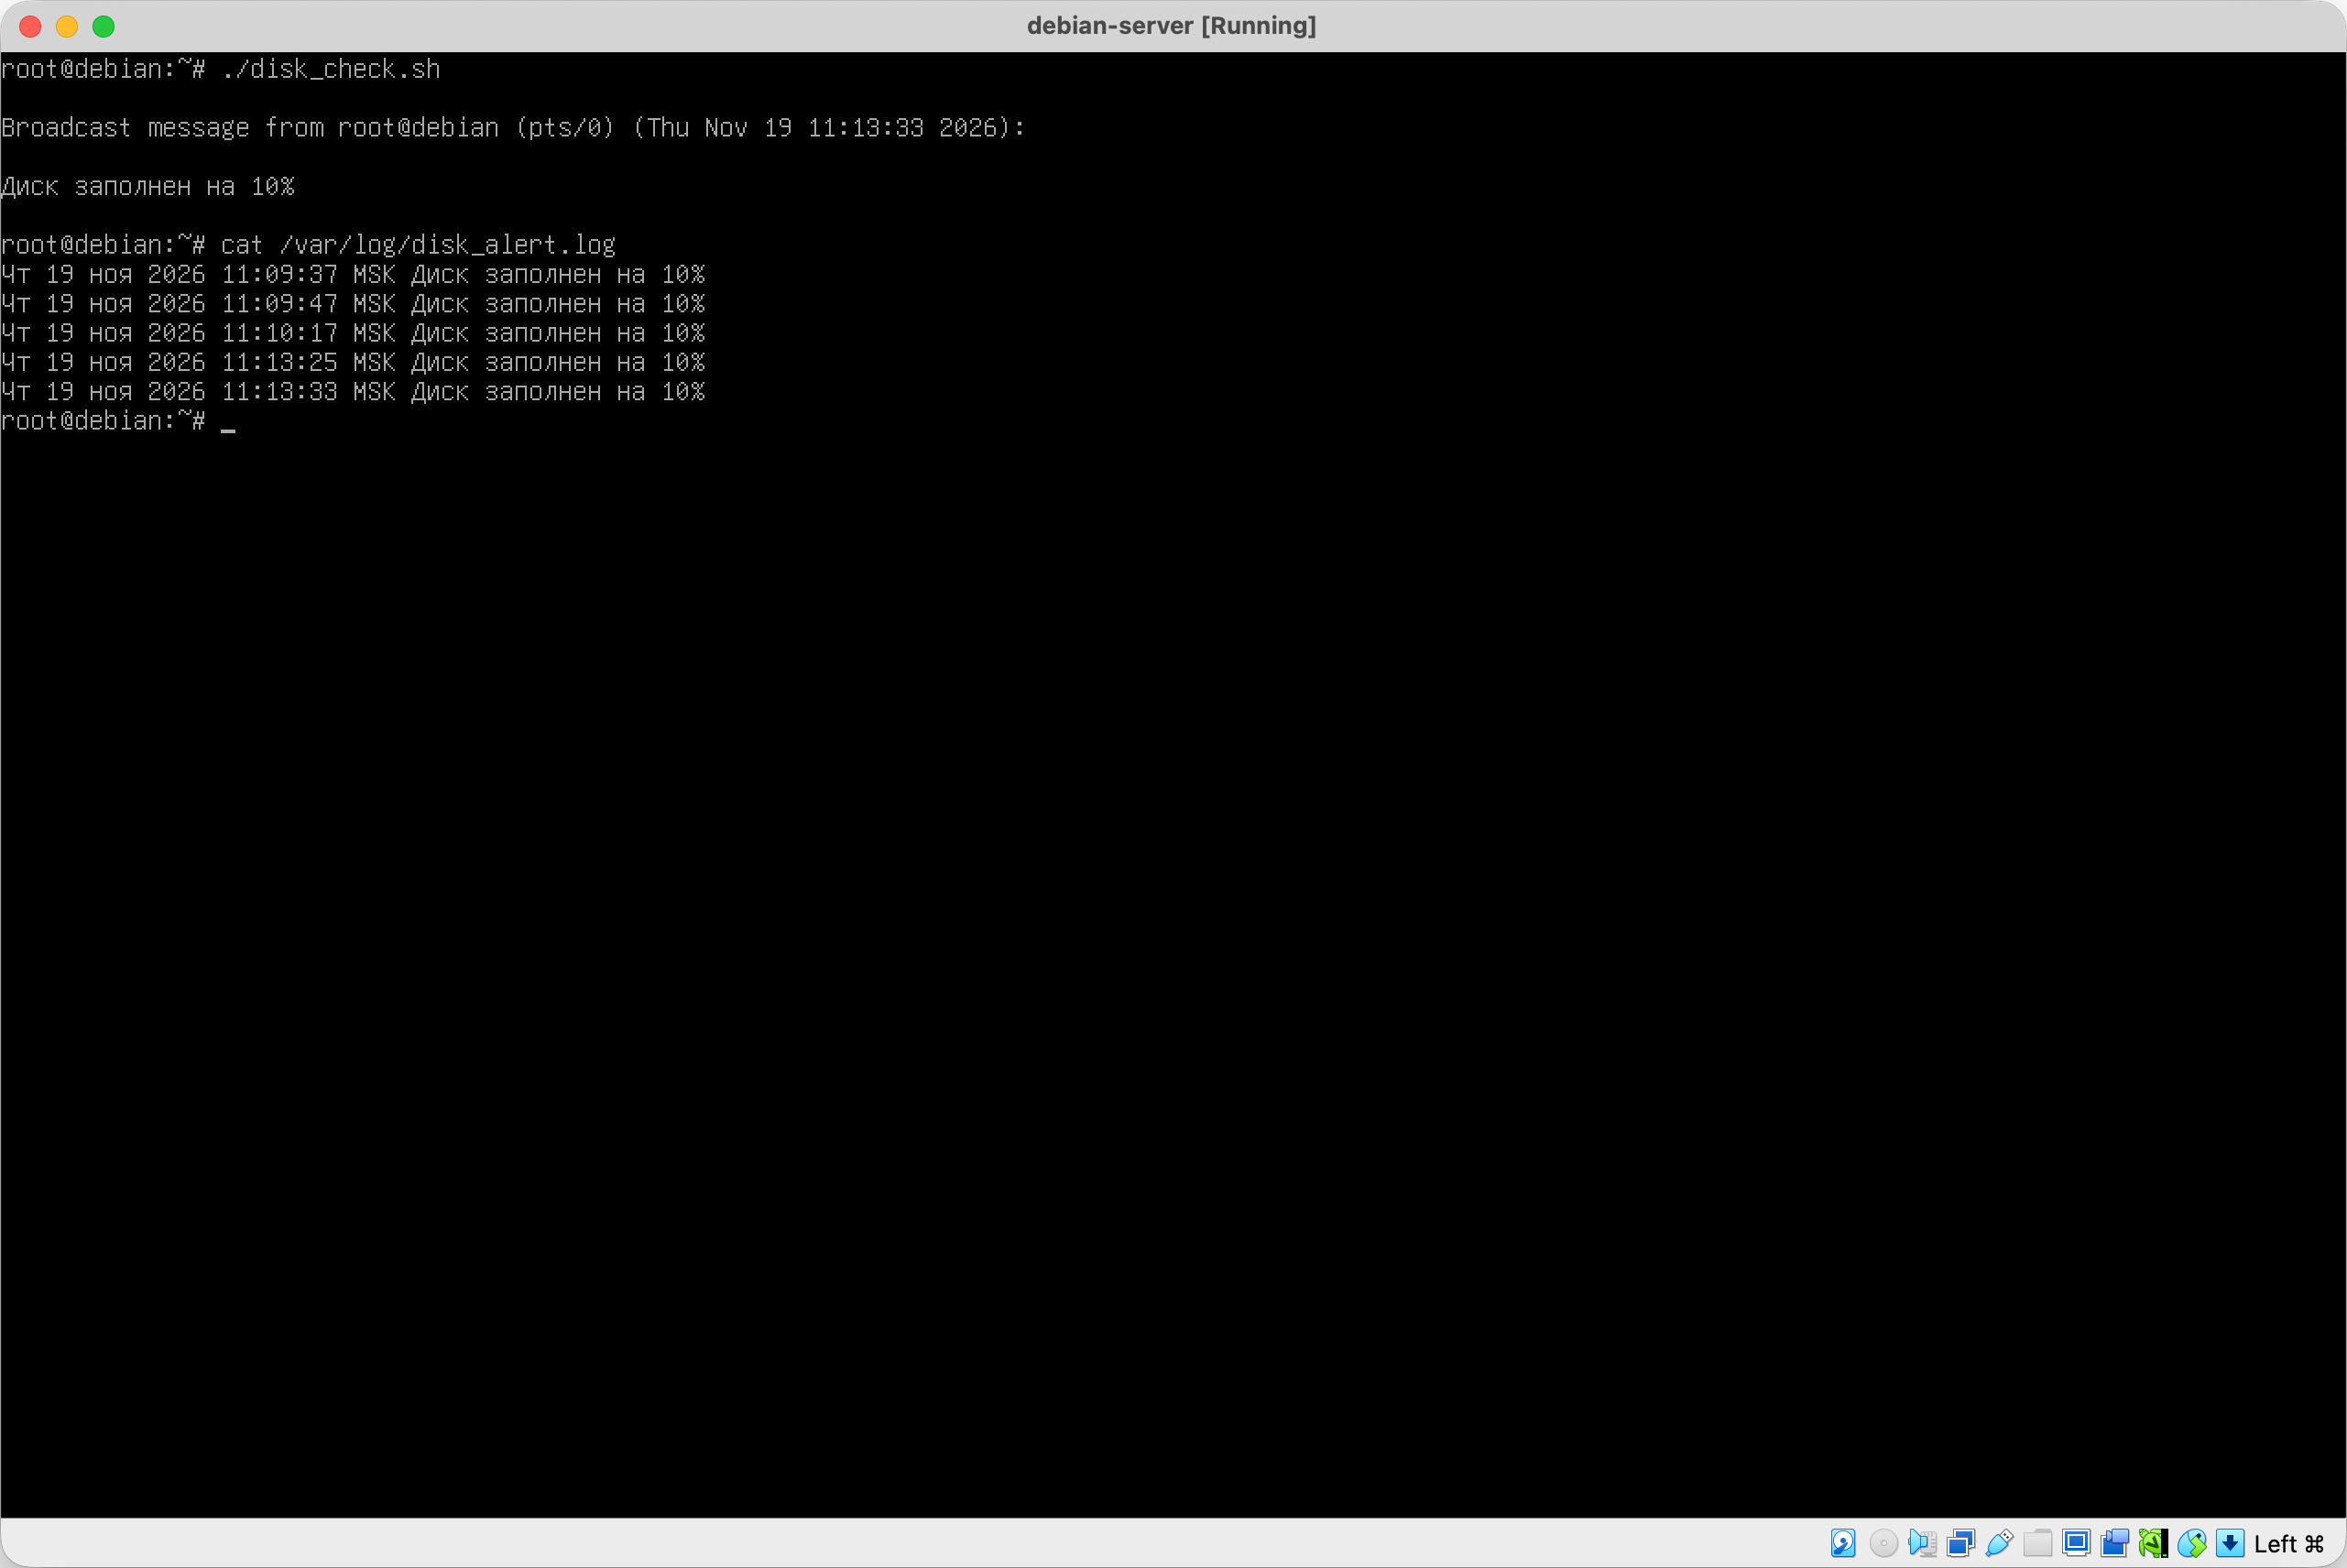 debian-server [Running]
root@debian:~# ./disk_check.sh
Broadcast message from root@debian (pts/0) (Thu Nov 19 11:13:33 2026):
Диск заполнен на 10%
root@debian:~# cat /var/log/disk_alert.log
Чт 19 ноя 2026 11:09:37 MSK Диск заполнен на 10%
Чт 19 ноя 2026 11:09:47 MSK Диск заполнен на 10%
Чт 19 ноя 2026 11:10:17 MSK Диск заполнен на 10%
Чт 19 ноя 2026 11:13:25 MSK Диск заполнен на 10%
Чт 19 ноя 2026 11:13:33 MSK Диск заполнен на 10%
root@debian:~# _
Left ⌘